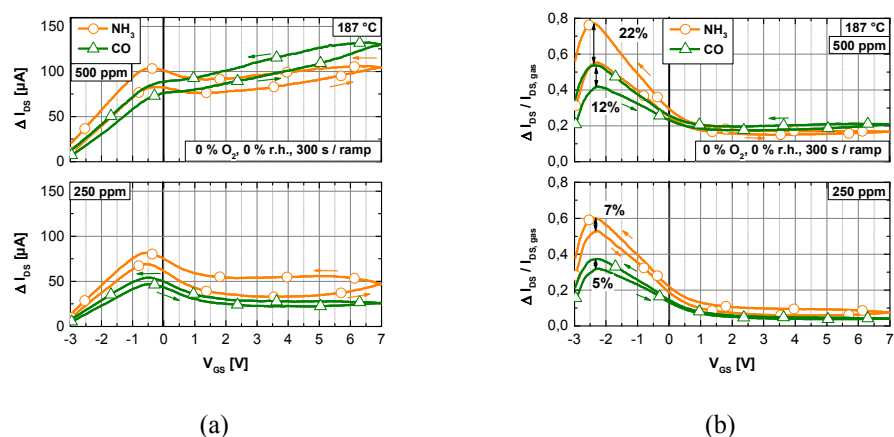 187 °C
NH3
CO
500 ppm
Δ IDS [µA]
150
100
50
0
0 % O2, 0 % r.h., 300 s / ramp
250 ppm
Δ IDS [µA]
150
100
50
0
-3 -2 -1 0 1 2 3 4 5 6 7
VGS [V]
(a)
187 °C
500 ppm
NH3
CO
22%
12%
Δ IDS / IDS, gas
0,8
0,6
0,4
0,2
0,0
0 % O2, 0 % r.h., 300 s / ramp
250 ppm
7%
5%
Δ IDS / IDS, gas
0,8
0,6
0,4
0,2
0,0
-3 -2 -1 0 1 2 3 4 5 6 7
VGS [V]
(b)